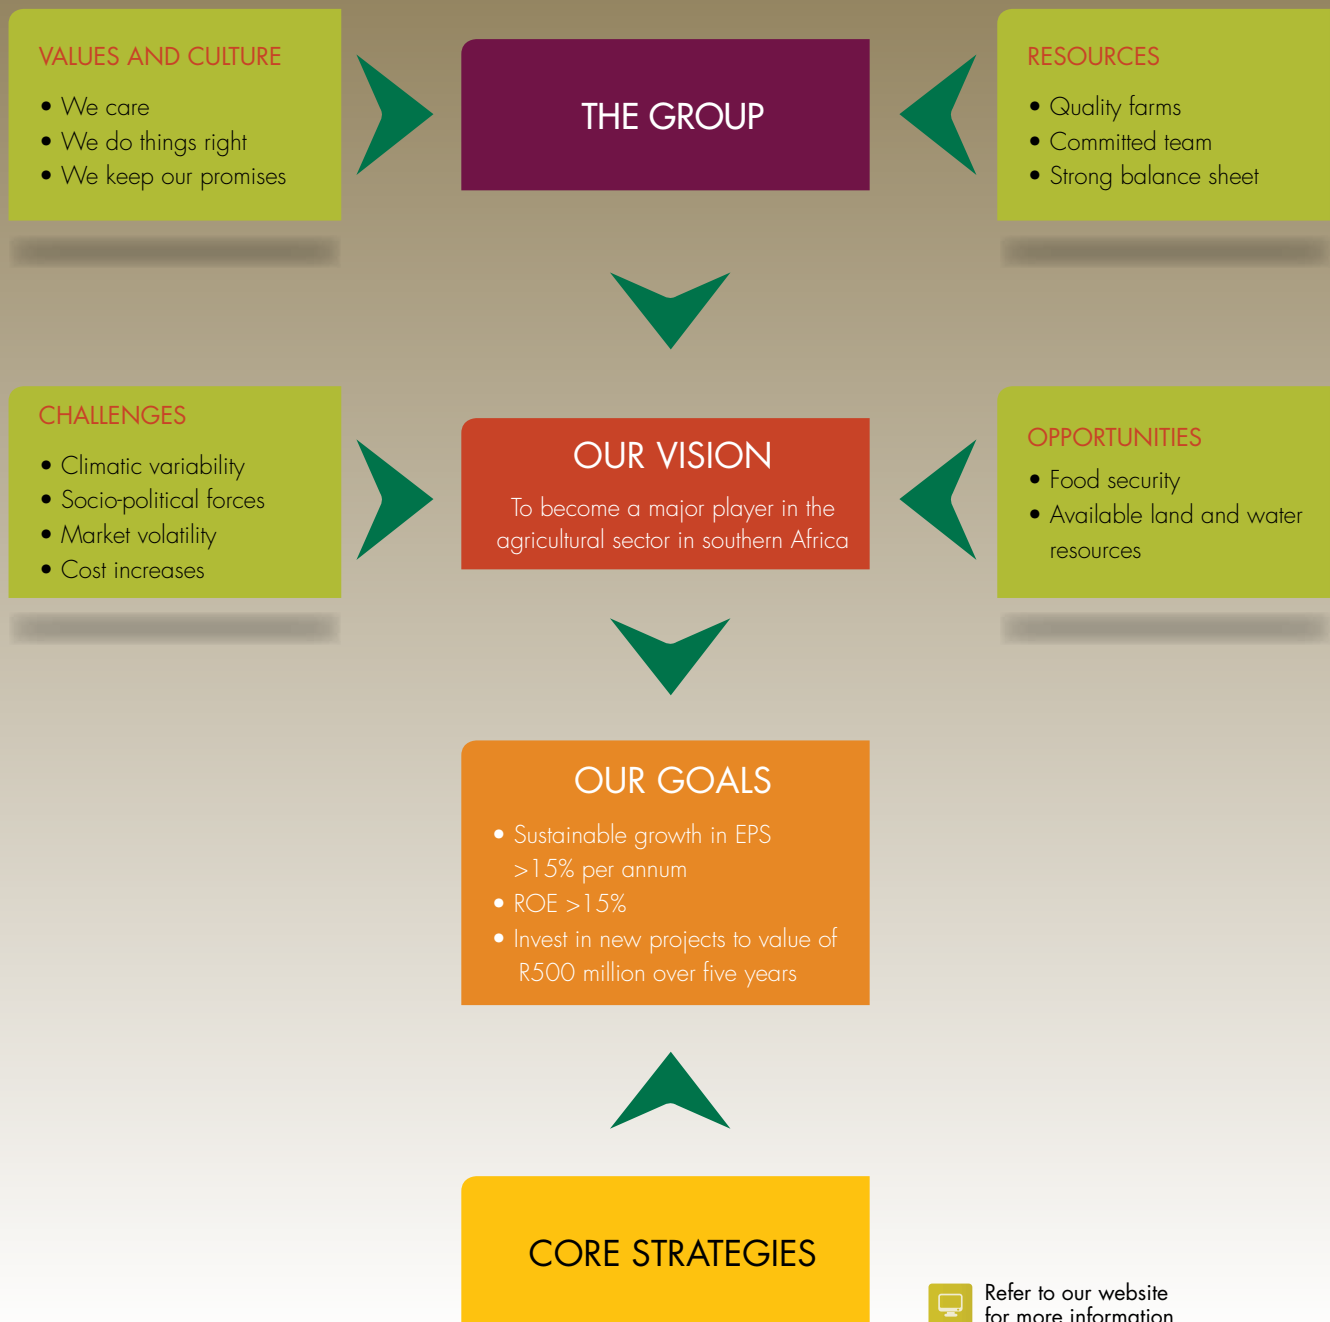 VALUES AND CULTURE
• We care
• We do things right
• We keep our promises
THE GROUP
RESOURCES
• Quality farms
• Committed team
• Strong balance sheet
CHALLENGES
• Climatic variability
• Socio-political forces
• Market volatility
• Cost increases
OUR VISION
To become a major player in the
agricultural sector in southern Africa
OPPORTUNITIES
• Food security
• Available land and water
resources
OUR GOALS
• Sustainable growth in EPS
>15% per annum
• ROE >15%
• Invest in new projects to value of
R500 million over five years
CORE STRATEGIES
Refer to our website
for more information